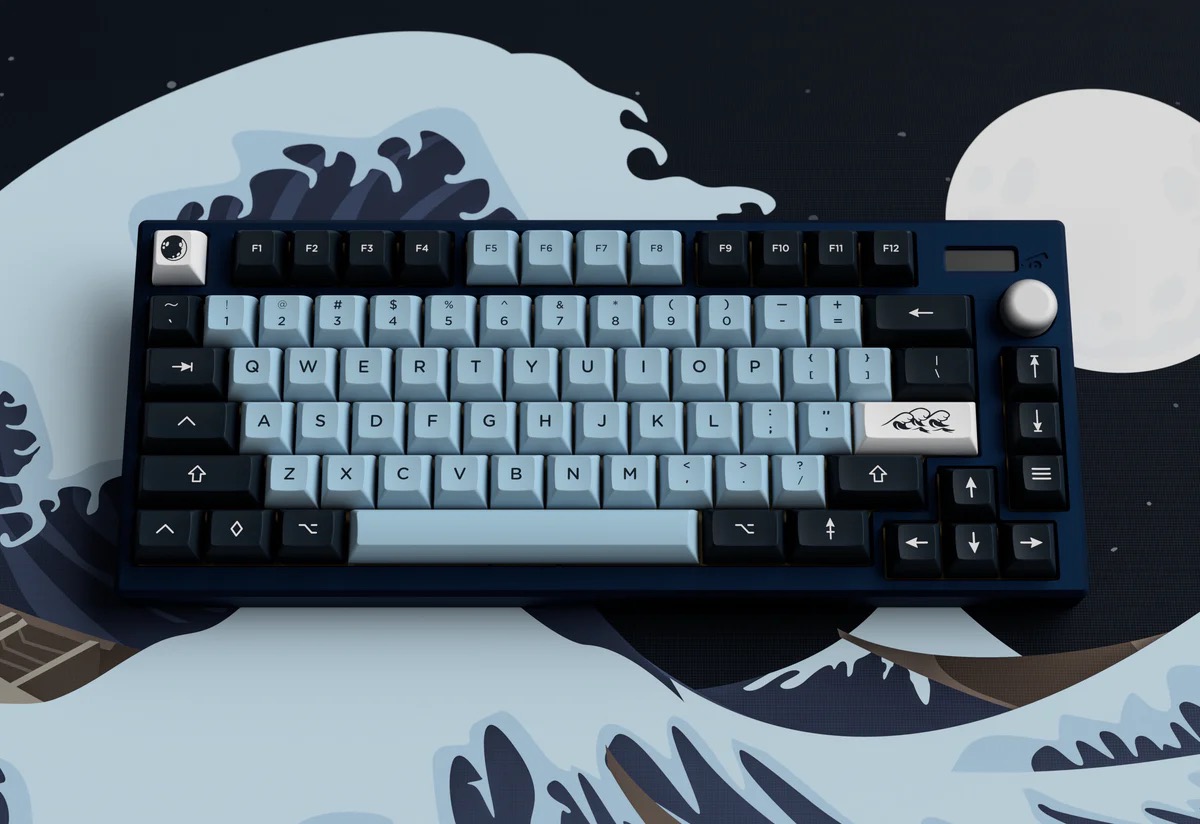 F1 F2 F3 F4 F5 F6 F7 F8 F9 F10 F11 F12
~ ! @ # $ % ^ & * ( ) — +
` 1 2 3 4 5 6 7 8 9 0 - =
Q W E R T Y U I O P { } |
[ ] \
A S D F G H J K L : "
; '
Z X C V B N M < > ?
, . /